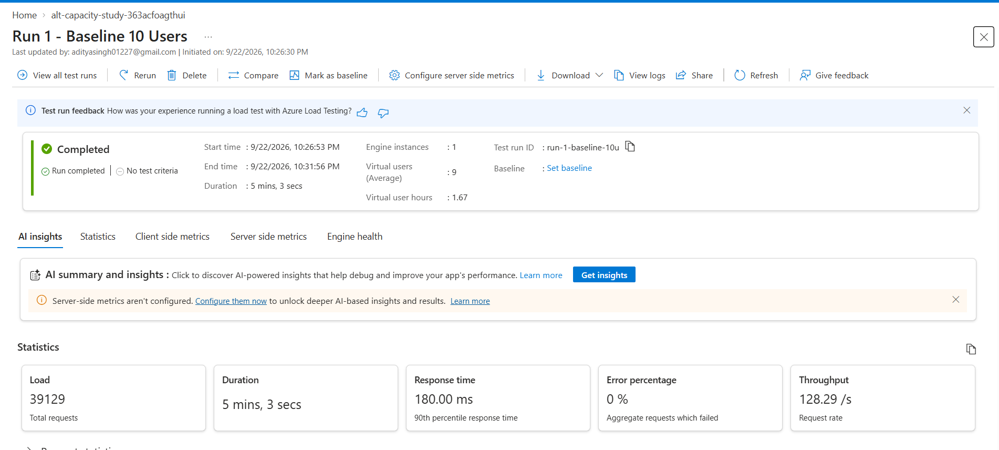 Home › alt-capacity-study-363acfoagthui
Run 1 - Baseline 10 Users ...
Last updated by: adityasingh01227@gmail.com | Initiated on: 9/22/2026, 10:26:30 PM
View all test runs | Rerun Delete | Compare Mark as baseline | Configure server side metrics | Download View logs Share | Refresh | Give feedback
Test run feedback How was your experience running a load test with Azure Load Testing?
Completed
Run completed | No test criteria
Start time : 9/22/2026, 10:26:53 PM
End time : 9/22/2026, 10:31:56 PM
Duration : 5 mins, 3 secs
Engine instances : 1
Virtual users
(Average) : 9
Virtual user hours : 1.67
Test run ID : run-1-baseline-10u
Baseline : Set baseline
AI insights Statistics Client side metrics Server side metrics Engine health
AI summary and insights : Click to discover AI-powered insights that help debug and improve your app's performance. Learn more Get insights
Server-side metrics aren't configured. Configure them now to unlock deeper AI-based insights and results. Learn more
Statistics
Load
39129
Total requests
Duration
5 mins, 3 secs
Response time
180.00 ms
90th percentile response time
Error percentage
0 %
Aggregate requests which failed
Throughput
128.29 /s
Request rate